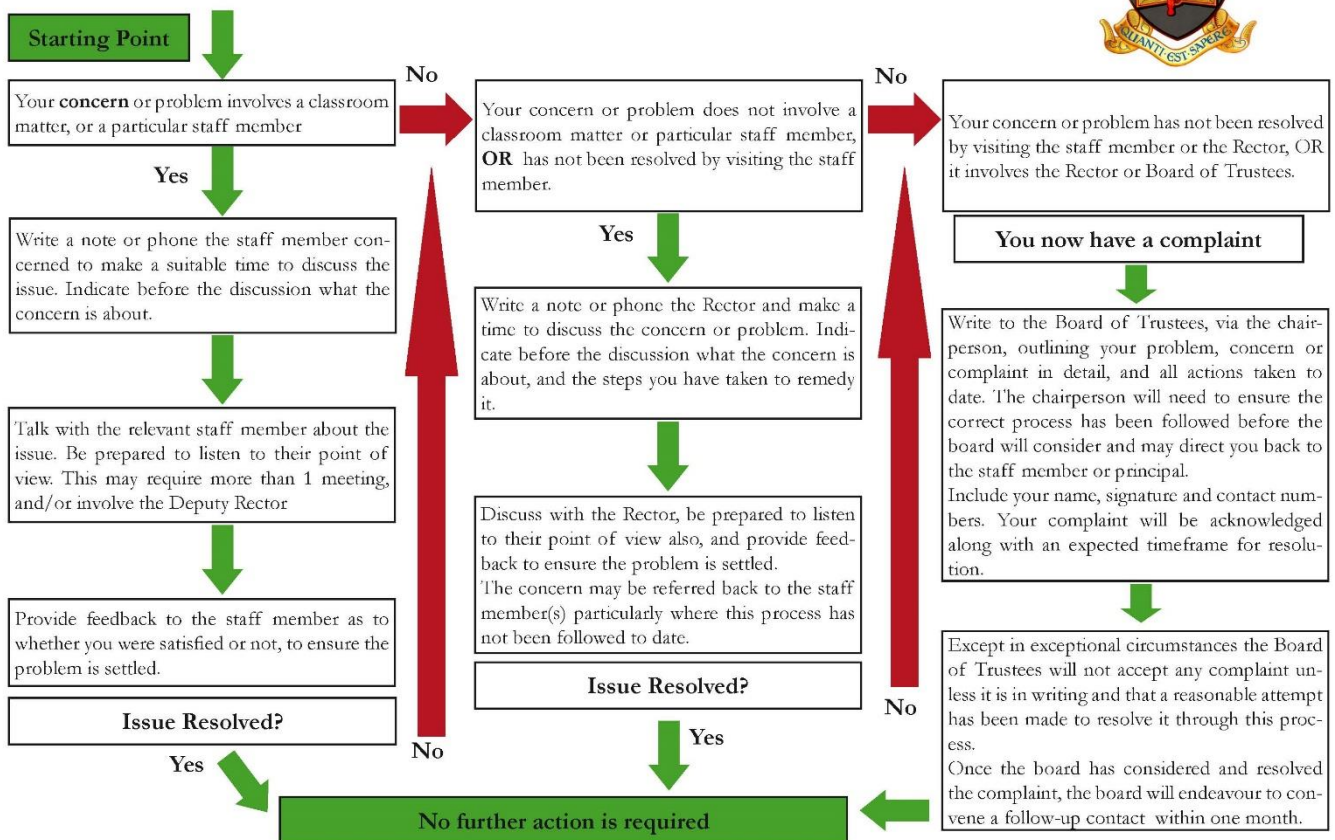 QUANTI·EST·SAPERE
Starting Point
No
No
Your concern or problem involves a classroom
matter, or a particular staff member
Yes
Write a note or phone the staff member con-
cerned to make a suitable time to discuss the
issue. Indicate before the discussion what the
concern is about.
Talk with the relevant staff member about the
issue. Be prepared to listen to their point of
view. This may require more than 1 meeting,
and/or involve the Deputy Rector
Provide feedback to the staff member as to
whether you were satisfied or not, to ensure the
problem is settled.
Issue Resolved?
Yes
No
Your concern or problem does not involve a
classroom matter or particular staff member,
OR has not been resolved by visiting the staff
member.
Yes
Write a note or phone the Rector and make a
time to discuss the concern or problem. Indi-
cate before the discussion what the concern is
about, and the steps you have taken to remedy
it.
Discuss with the Rector, be prepared to listen
to their point of view also, and provide feed-
back to ensure the problem is settled.
The concern may be referred back to the staff
member(s) particularly where this process has
not been followed to date.
Issue Resolved?
Yes
No
Your concern or problem has not been resolved
by visiting the staff member or the Rector, OR
it involves the Rector or Board of Trustees.
You now have a complaint
Write to the Board of Trustees, via the chair-
person, outlining your problem, concern or
complaint in detail, and all actions taken to
date. The chairperson will need to ensure the
correct process has been followed before the
board will consider and may direct you back to
the staff member or principal.
Include your name, signature and contact num-
bers. Your complaint will be acknowledged
along with an expected timeframe for resolu-
tion.
Except in exceptional circumstances the Board
of Trustees will not accept any complaint un-
less it is in writing and that a reasonable attempt
has been made to resolve it through this proc-
ess.
Once the board has considered and resolved
the complaint, the board will endeavour to con-
vene a follow-up contact within one month.
No further action is required